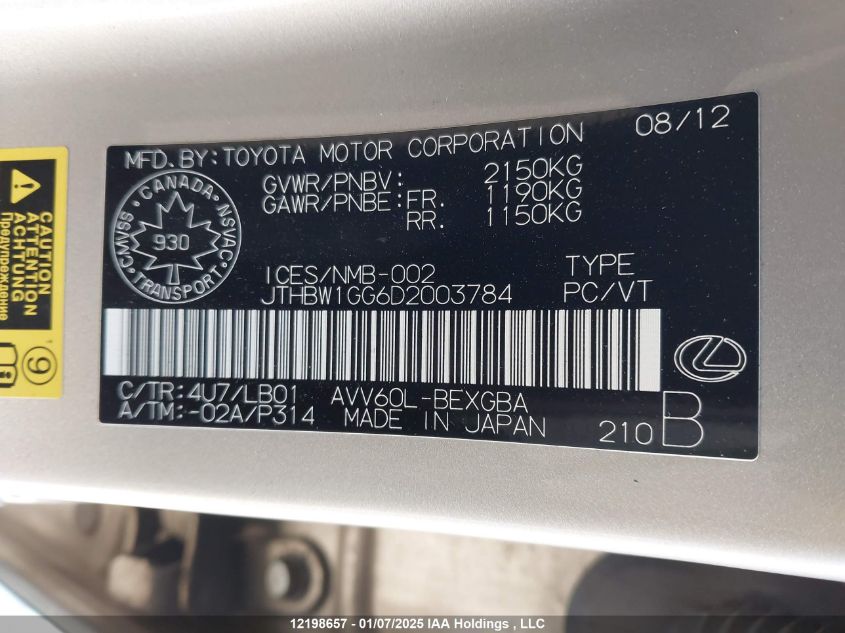 MFD. BY: TOYOTA MOTOR CORPORATION 08/12
GVWR/PNBV: 2150KG
GAWR/PNBE: FR. 1190KG
RR. 1150KG
CANADA
CMVSS 930 NSVAC
TRANSPORT
ICES/NMB-002 TYPE
JTHBW1GG6D2003784 PC/VT
C/TR: 4U7/LB01 AVV60L-BEXGBA
A/TM: -02A/P314 MADE IN JAPAN 210 B
CAUTION
ATTENTION
ACHTUNG
Предупреждение
9
12198657 - 01/07/2025 IAA Holdings , LLC